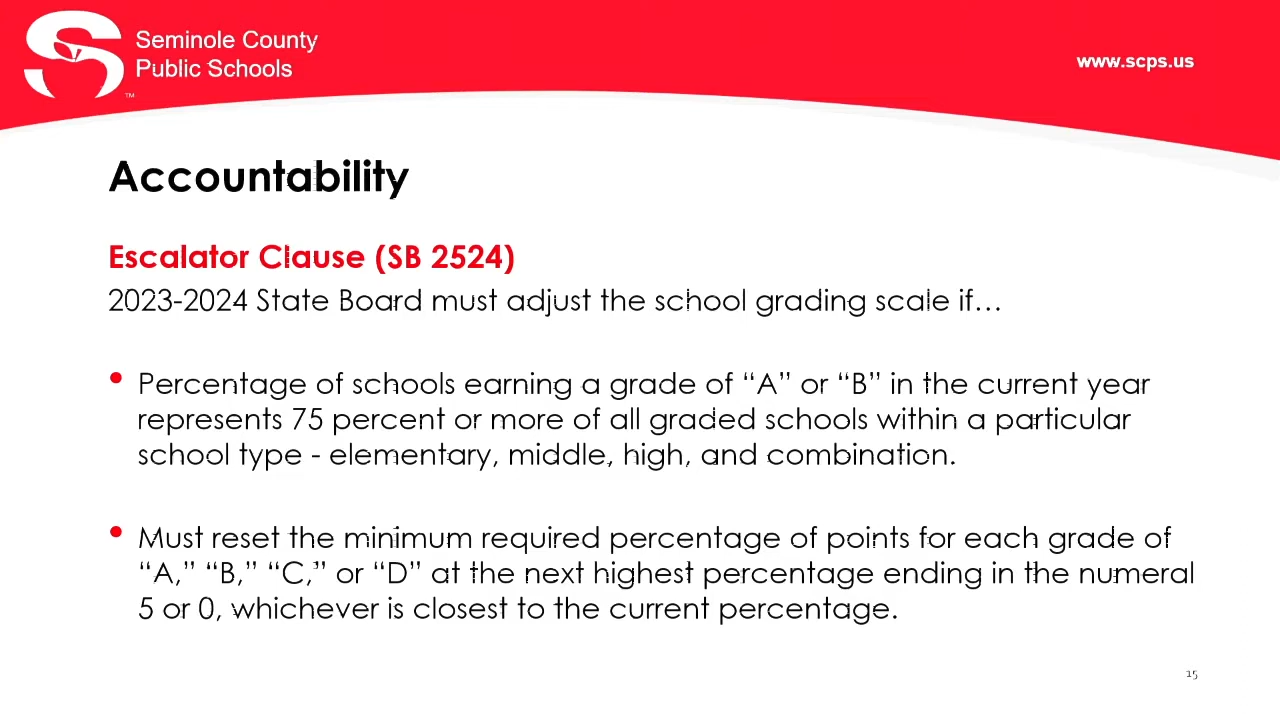 Seminole County
Public Schools
™
www.scps.us
Accountability
Escalator Clause (SB 2524)
2023-2024 State Board must adjust the school grading scale if…
• Percentage of schools earning a grade of “A” or “B” in the current year
represents 75 percent or more of all graded schools within a particular
school type - elementary, middle, high, and combination.
• Must reset the minimum required percentage of points for each grade of
“A,” “B,” “C,” or “D” at the next highest percentage ending in the numeral
5 or 0, whichever is closest to the current percentage.
15